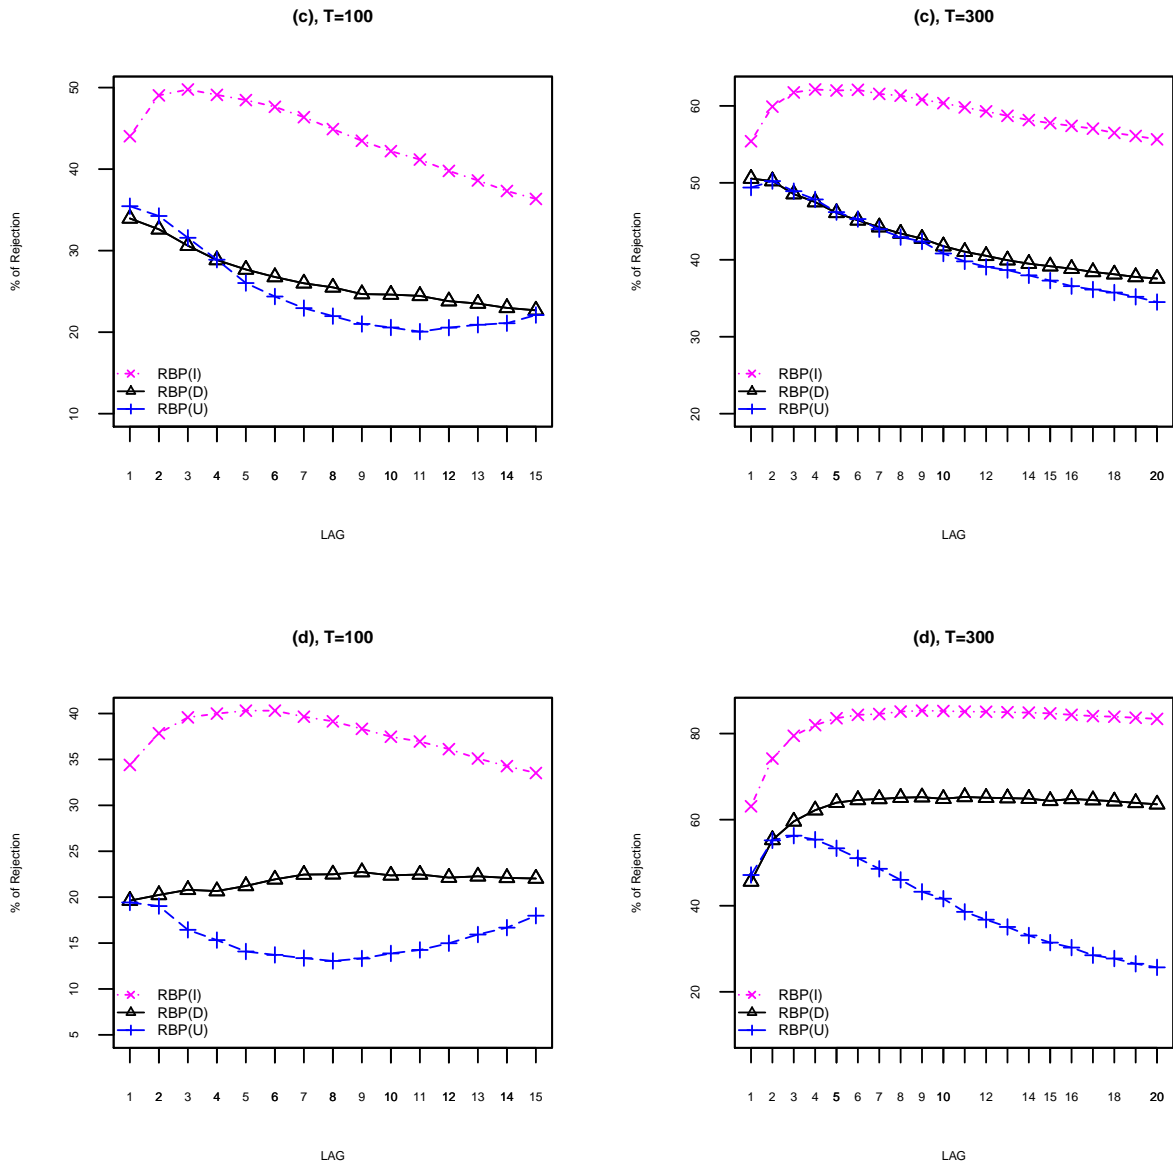 (c), T=100
% of Rejection
50
40
30
20
10
RBP(I)
RBP(D)
RBP(U)
1 2 3 4 5 6 7 8 9 10 11 12 13 14 15
LAG
(c), T=300
% of Rejection
60
50
40
30
20
RBP(I)
RBP(D)
RBP(U)
1 2 3 4 5 6 7 8 9 10 12 14 15 16 18 20
LAG
(d), T=100
% of Rejection
40
35
30
25
20
15
10
5
RBP(I)
RBP(D)
RBP(U)
1 2 3 4 5 6 7 8 9 10 11 12 13 14 15
LAG
(d), T=300
% of Rejection
80
60
40
20
RBP(I)
RBP(D)
RBP(U)
1 2 3 4 5 6 7 8 9 10 12 14 15 16 18 20
LAG